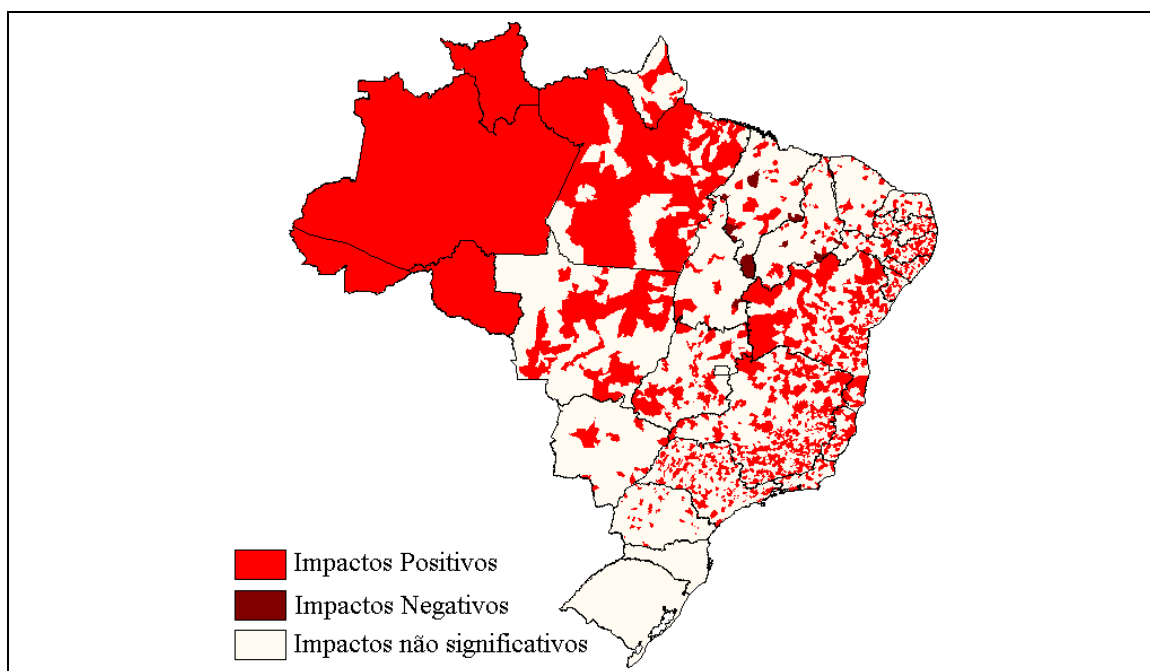 Impactos Positivos
Impactos Negativos
Impactos não significativos